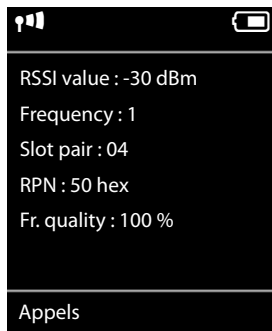 RSSI value : -30 dBm
Frequency : 1
Slot pair : 04
RPN : 50 hex
Fr. quality : 100 %
Appels